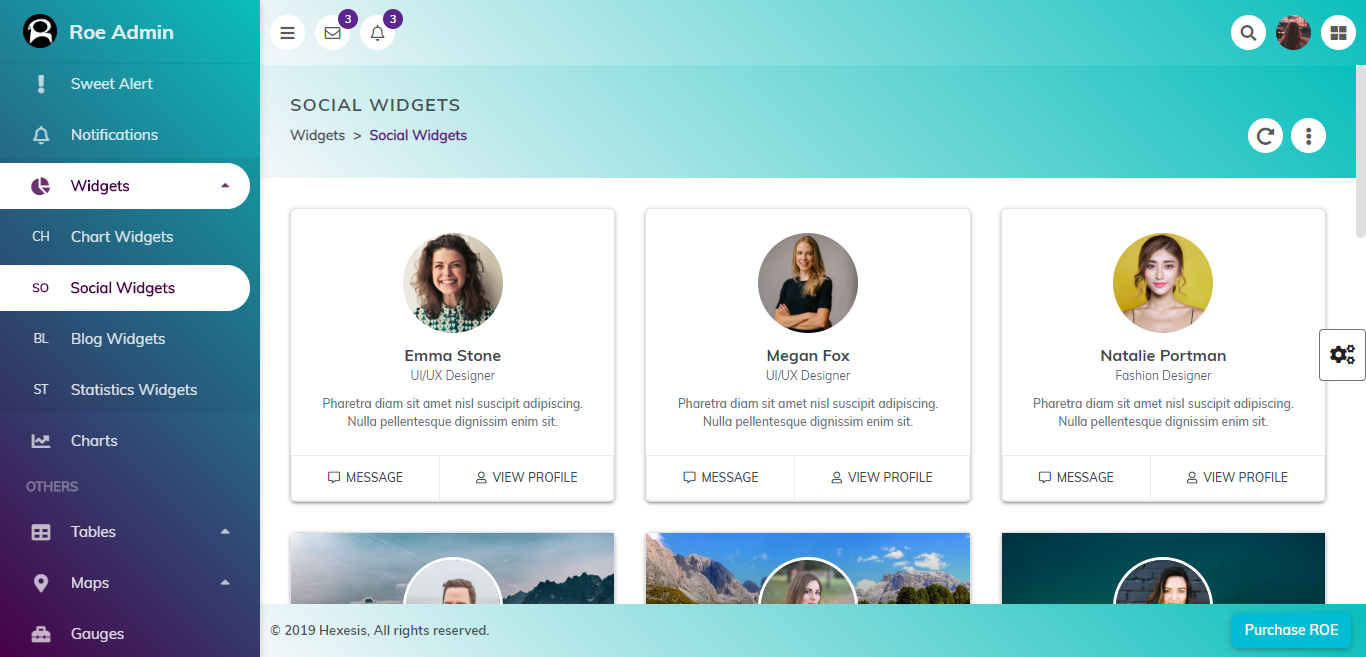 Roe Admin
3
3
Sweet Alert
Notifications
Widgets
CH Chart Widgets
SO Social Widgets
BL Blog Widgets
ST Statistics Widgets
Charts
OTHERS
Tables
Maps
Gauges
SOCIAL WIDGETS
Widgets > Social Widgets
Emma Stone
UI/UX Designer
Pharetra diam sit amet nisl suscipit adipiscing.
Nulla pellentesque dignissim enim sit.
MESSAGE
VIEW PROFILE
Megan Fox
UI/UX Designer
Pharetra diam sit amet nisl suscipit adipiscing.
Nulla pellentesque dignissim enim sit.
MESSAGE
VIEW PROFILE
Natalie Portman
Fashion Designer
Pharetra diam sit amet nisl suscipit adipiscing.
Nulla pellentesque dignissim enim sit.
MESSAGE
VIEW PROFILE
© 2019 Hexesis, All rights reserved.
Purchase ROE